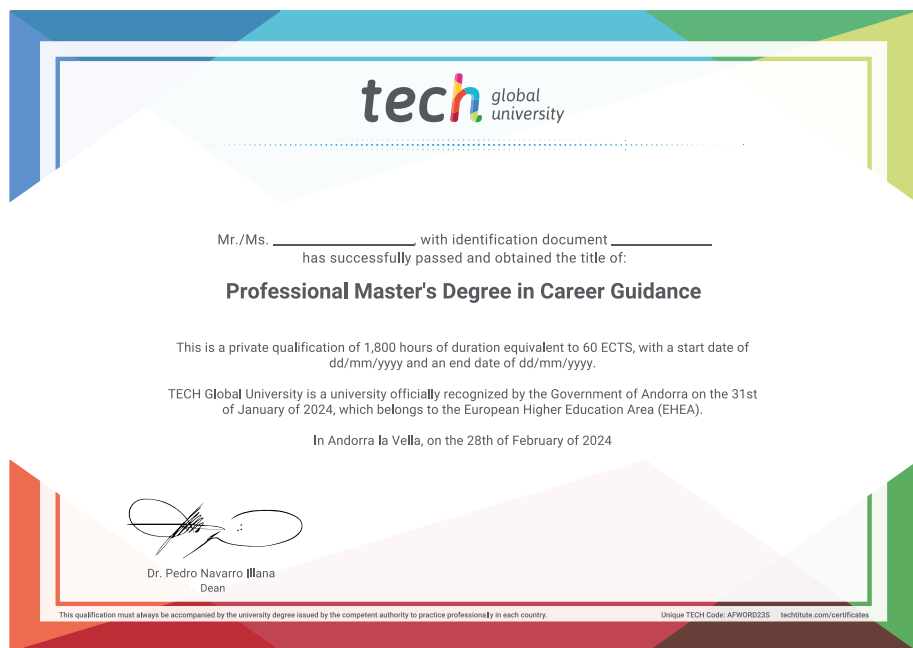 tech global
university
Mr./Ms. ____________, with identification document ____________
has successfully passed and obtained the title of:
Professional Master's Degree in Career Guidance
This is a private qualification of 1,800 hours of duration equivalent to 60 ECTS, with a start date of
dd/mm/yyyy and an end date of dd/mm/yyyy.
TECH Global University is a university officially recognized by the Government of Andorra on the 31st
of January of 2024, which belongs to the European Higher Education Area (EHEA).
In Andorra la Vella, on the 28th of February of 2024
Dr. Pedro Navarro Illana
Dean
This qualification must always be accompanied by the university degree issued by the competent authority to practice professionally in each country.
Unique TECH Code: AFWORD23S techtitute.com/certificates